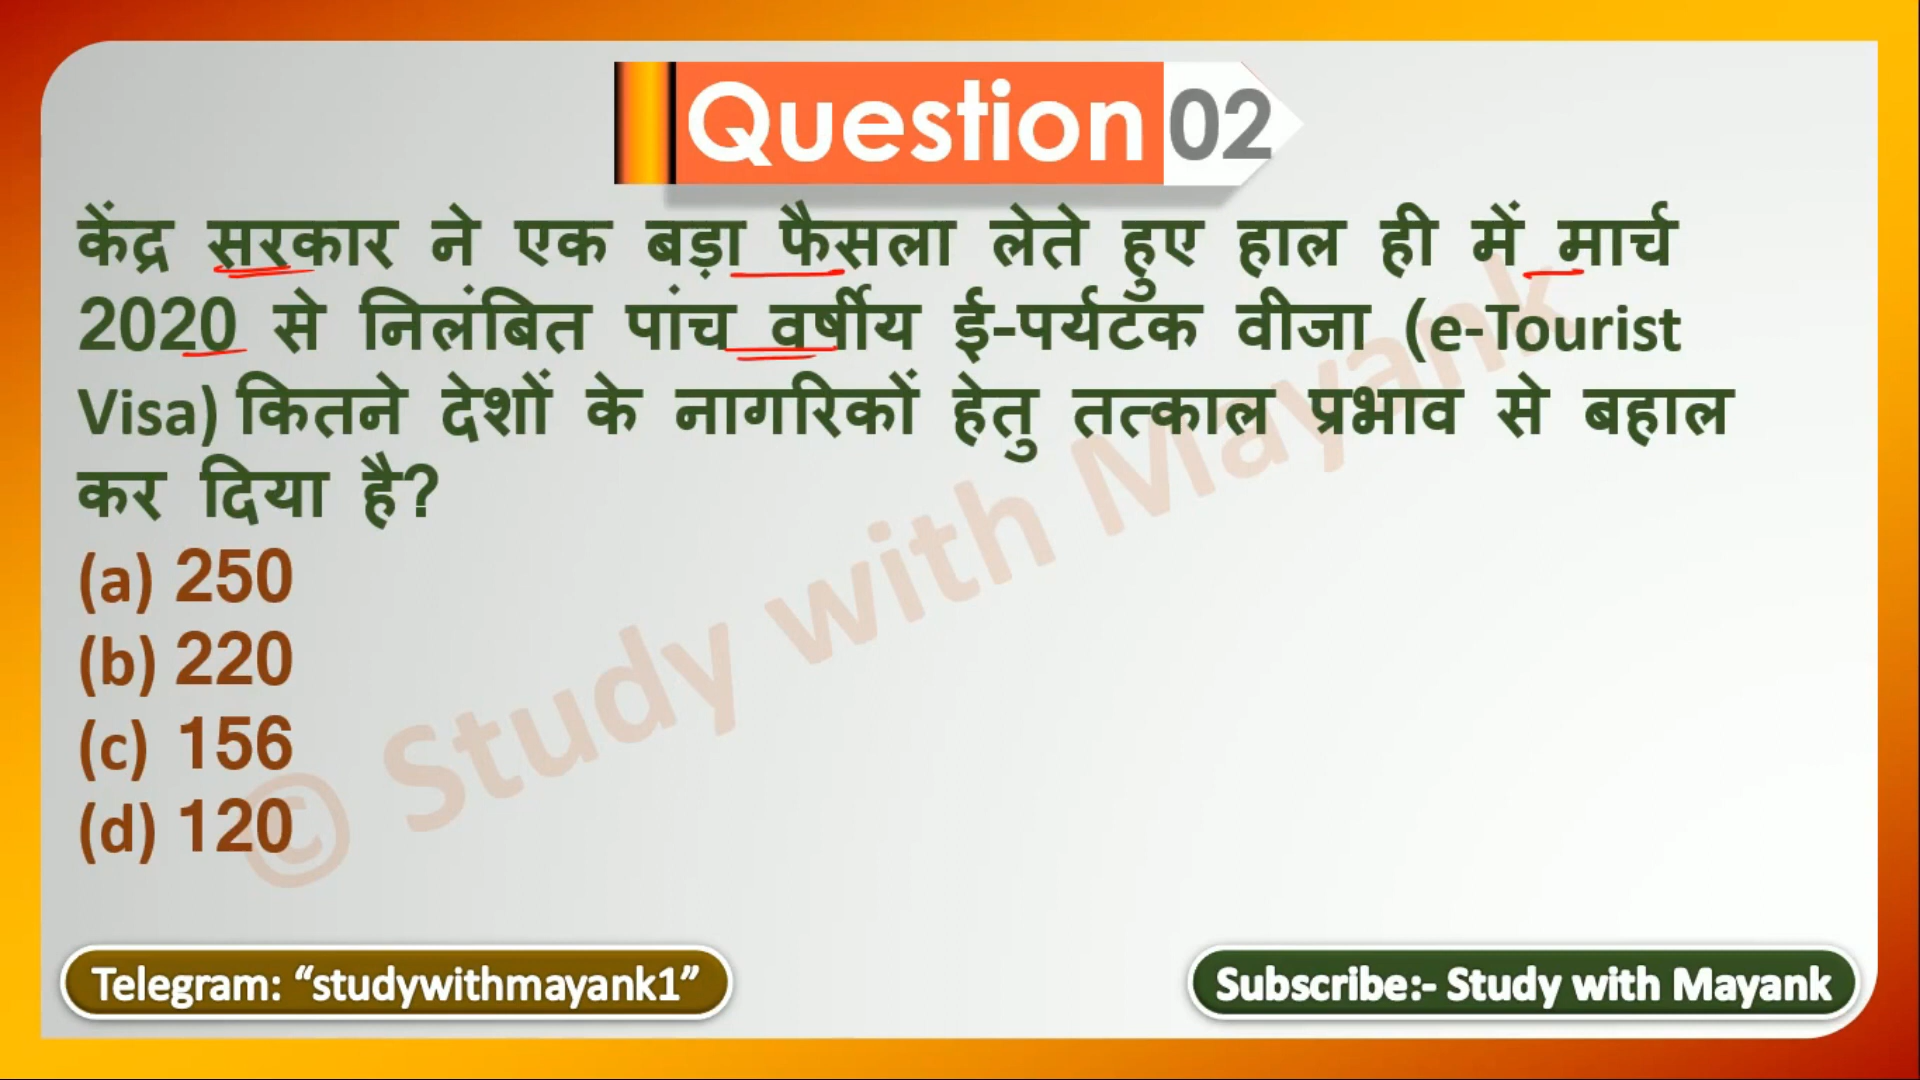 Question 02
केंद्र सरकार ने एक बड़ा फैसला लेते हुए हाल ही में मार्च
2020 से निलंबित पांच वर्षीय ई-पर्यटक वीजा (e-Tourist
Visa) कितने देशों के नागरिकों हेतु तत्काल प्रभाव से बहाल
कर दिया है?
(a) 250
(b) 220
(c) 156
(d) 120
© Study with Mayank
Telegram: “studywithmayank1”
Subscribe:- Study with Mayank